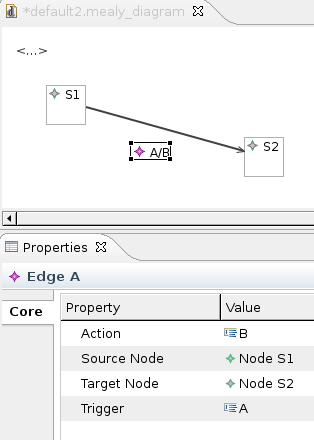 *default2.mealy_diagram
<...>
S1
S2
A/B
Properties
Edge A
Core
Property Value
Action B
Source Node Node S1
Target Node Node S2
Trigger A